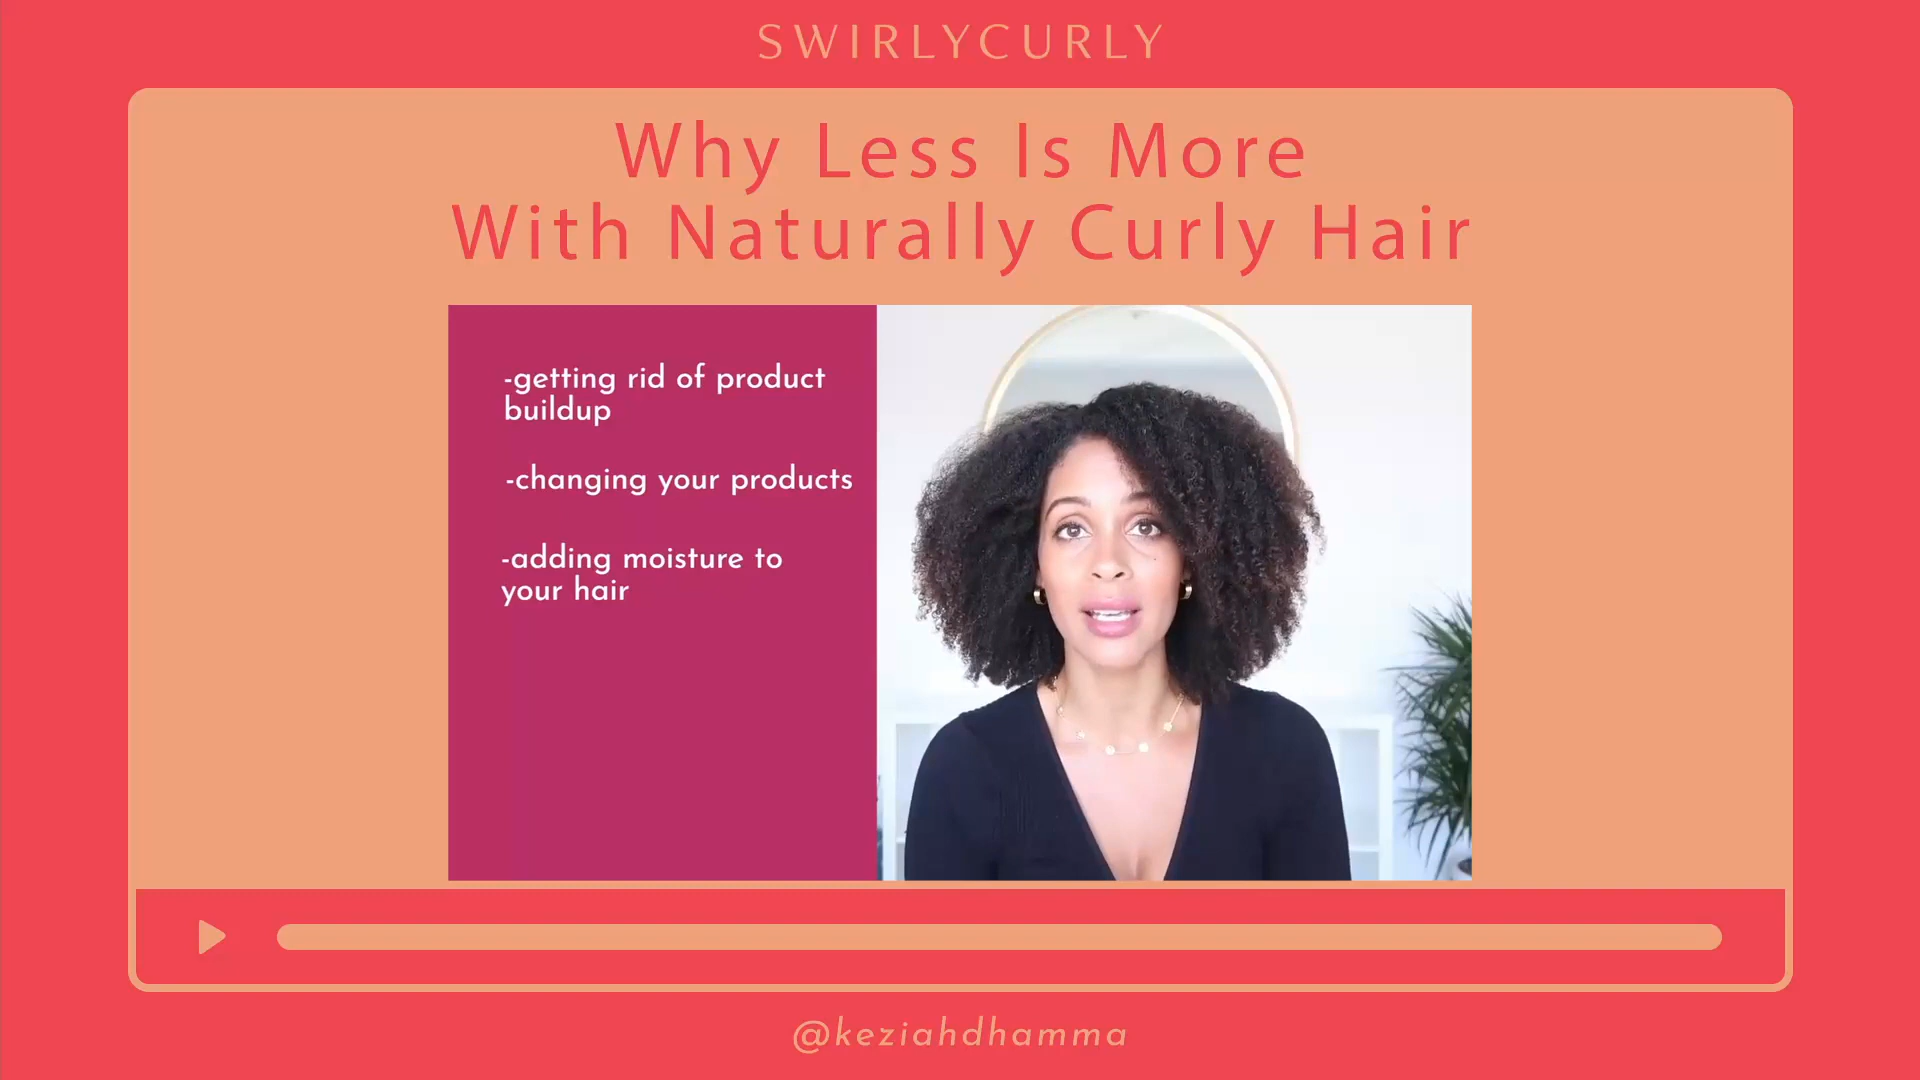 SWIRLYCURLY
Why Less Is More
With Naturally Curly Hair
-getting rid of product
buildup
-changing your products
-adding moisture to
your hair
@keziahdhamma